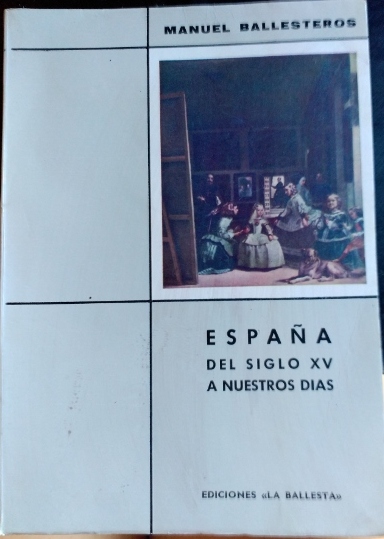 MANUEL BALLESTEROS
ESPAÑA
DEL SIGLO XV
A NUESTROS DIAS
EDICIONES «LA BALLESTA»